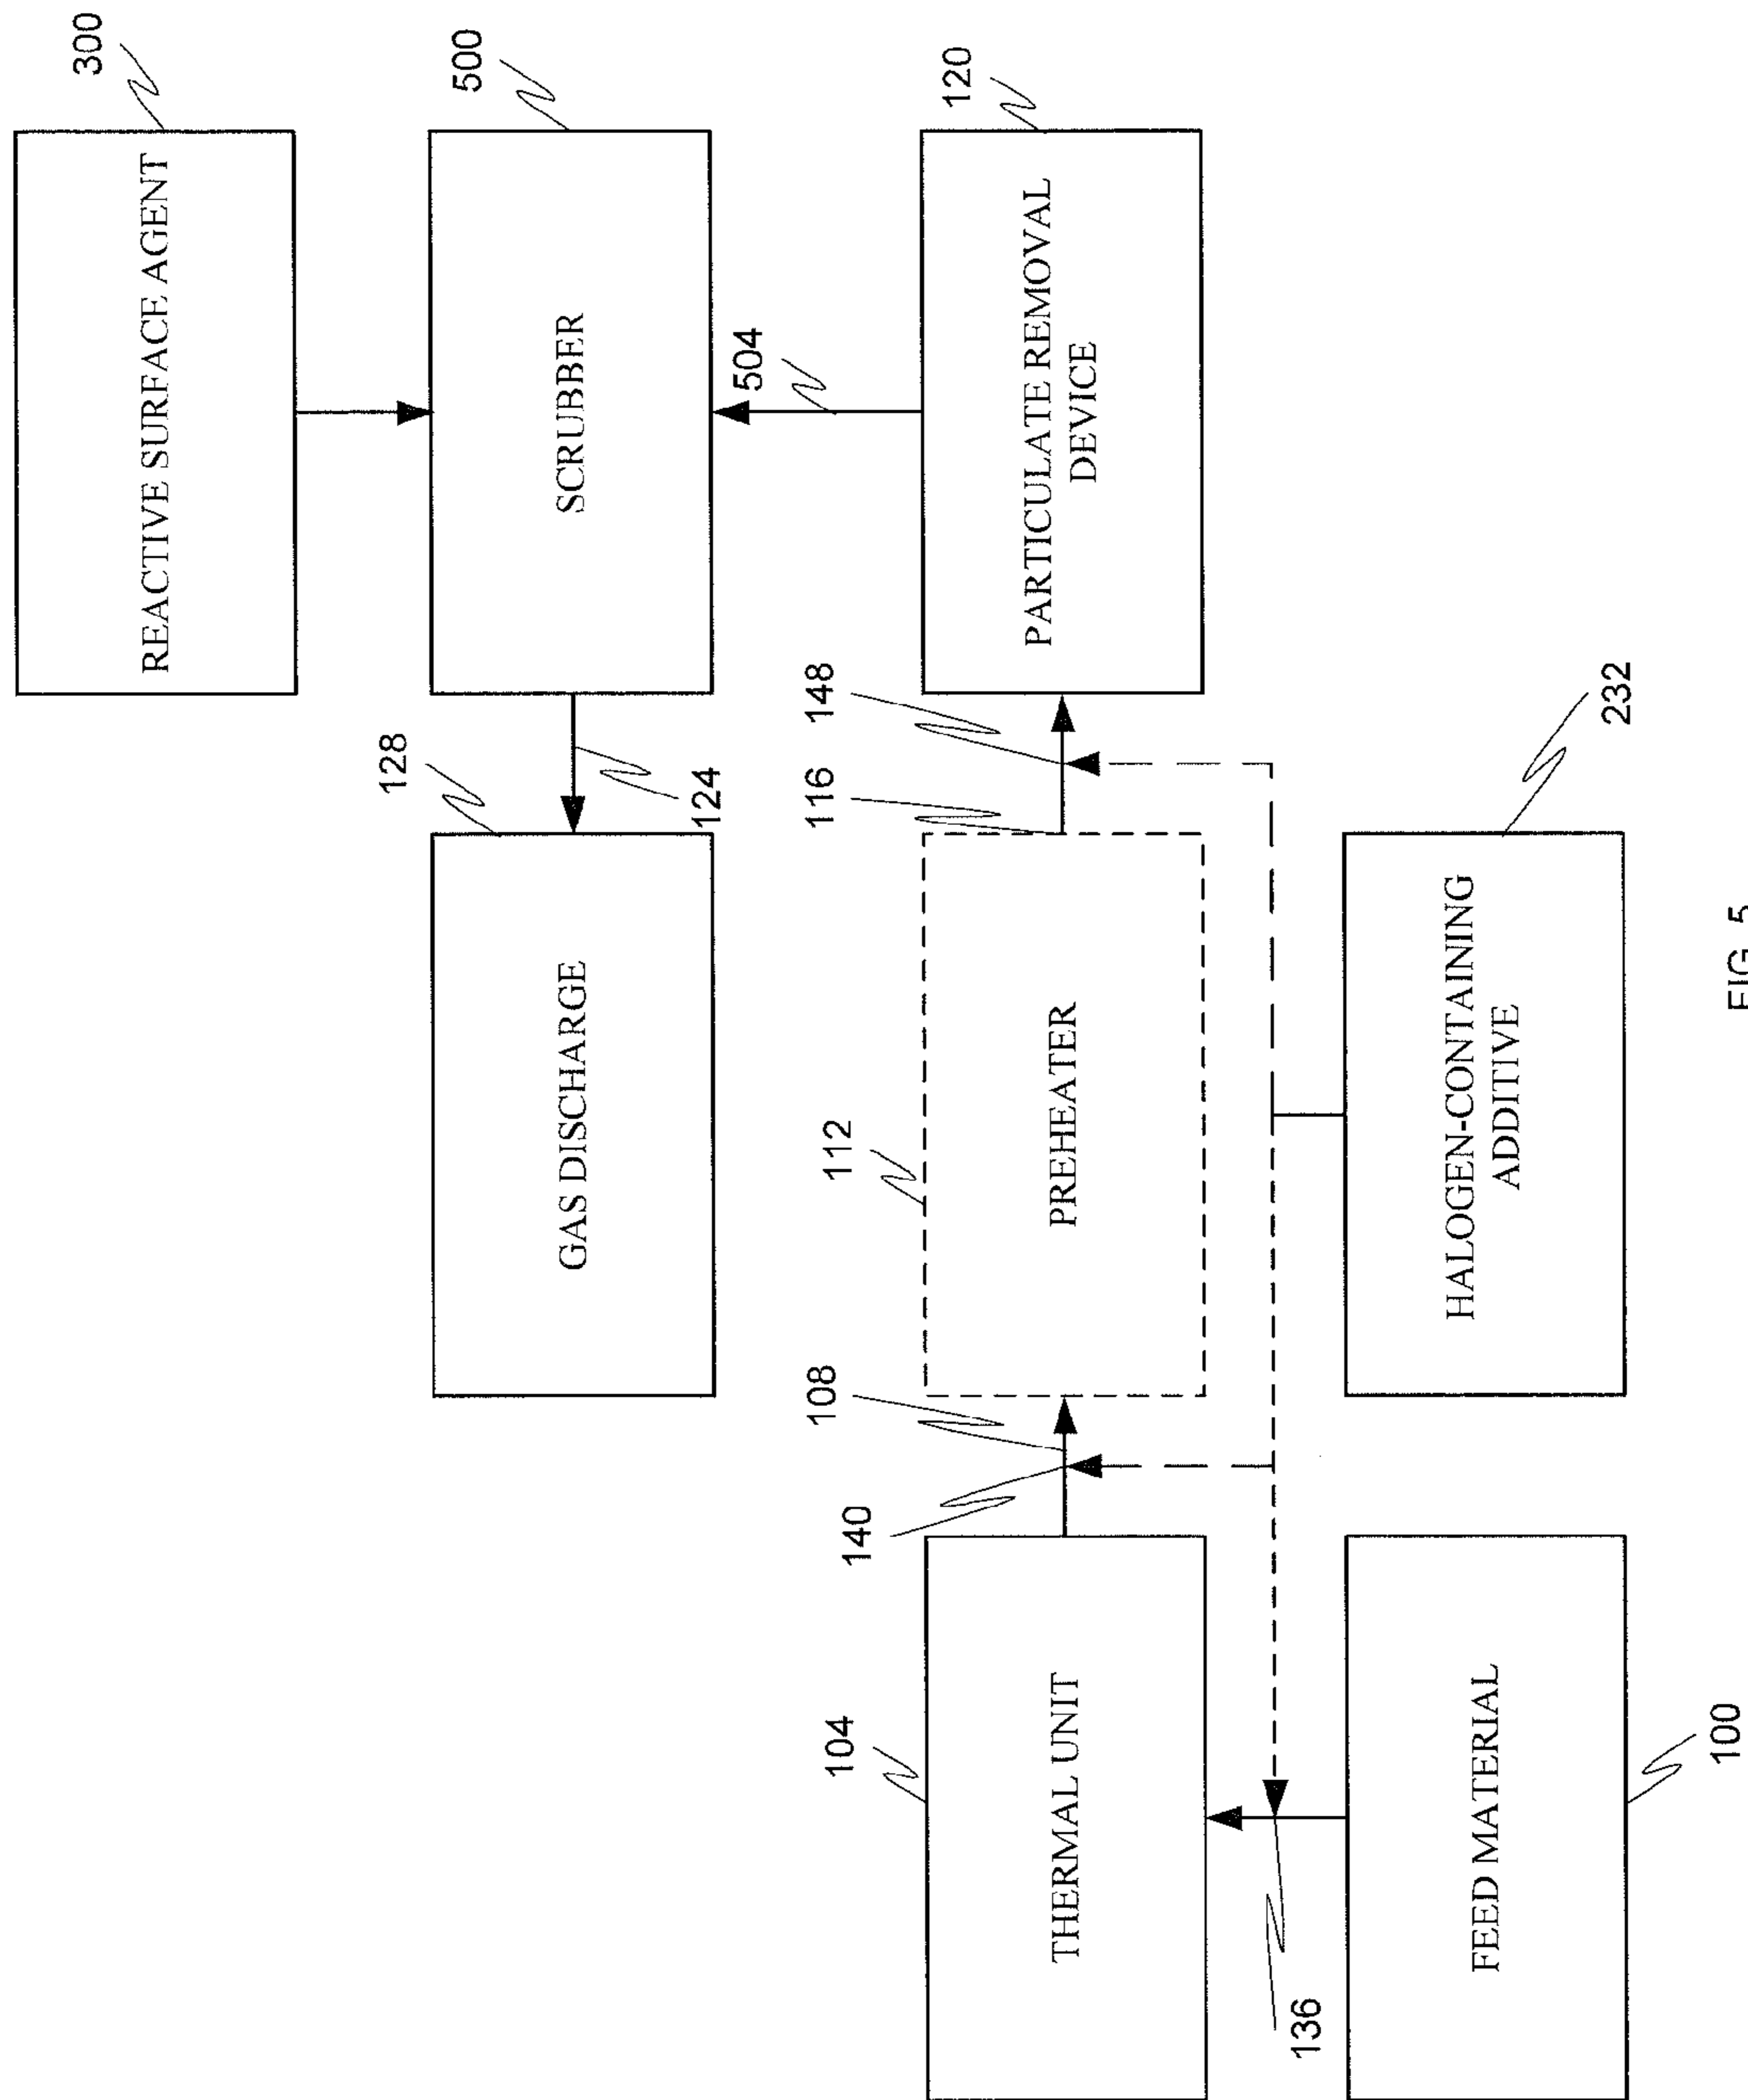 300
REACTIVE SURFACE AGENT
128
500
GAS DISCHARGE
SCRUBBER
124
504
104
140
108
112
116
148
120
THERMAL UNIT
PREHEATER
PARTICULATE REMOVAL
DEVICE
136
FEED MATERIAL
HALOGEN-CONTAINING
ADDITIVE
232
100
FIG. 5